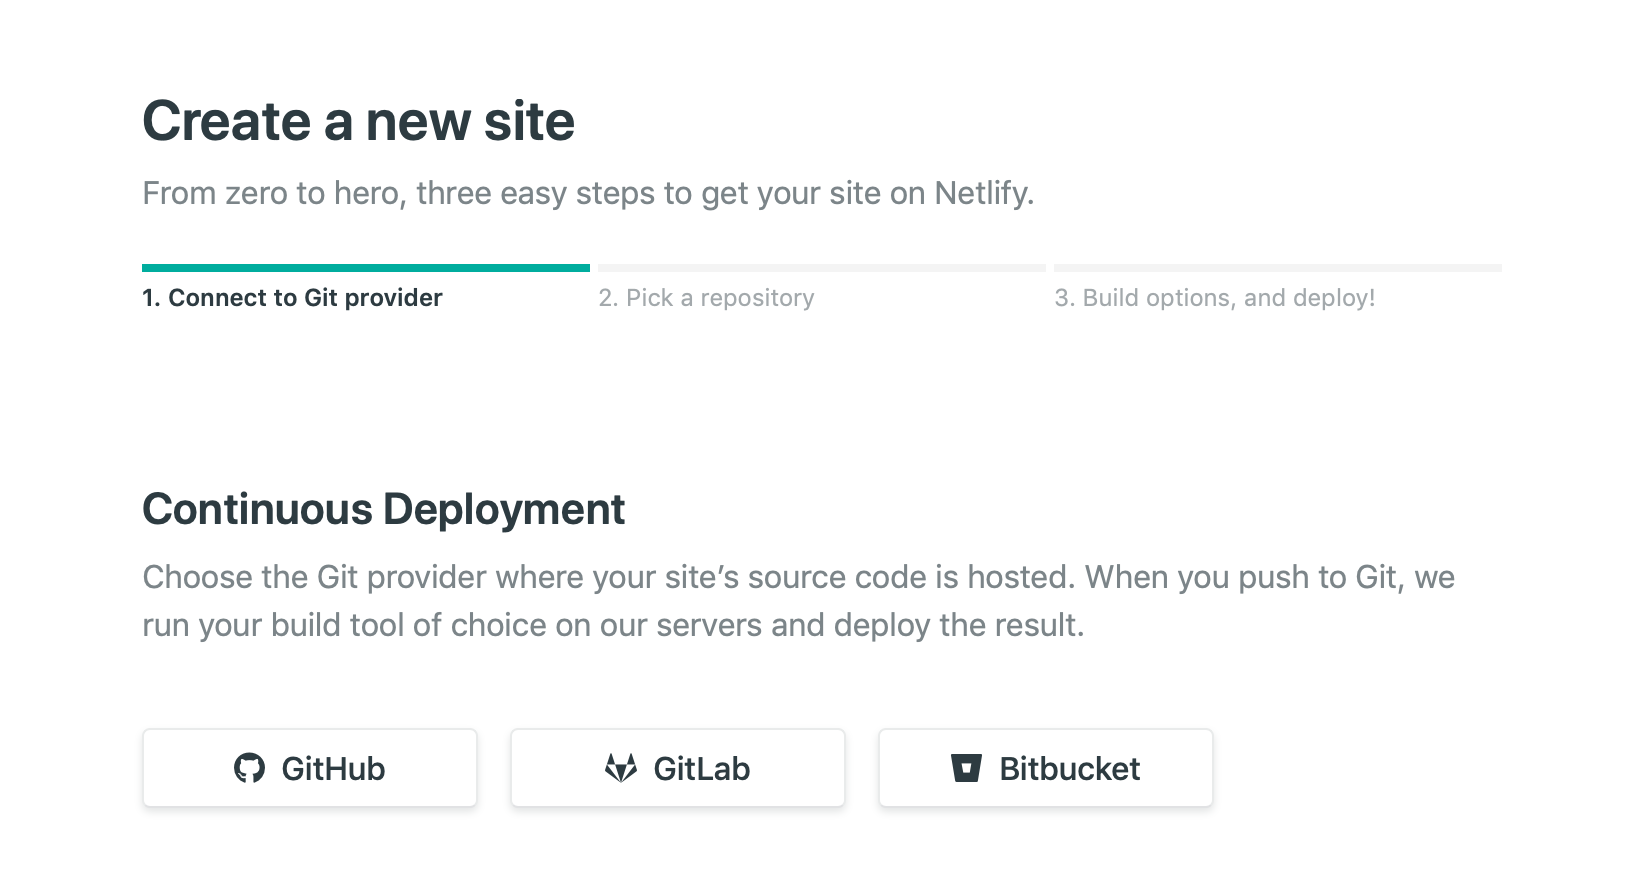 Create a new site
From zero to hero, three easy steps to get your site on Netlify.
1. Connect to Git provider
2. Pick a repository
3. Build options, and deploy!
Continuous Deployment
Choose the Git provider where your site’s source code is hosted. When you push to Git, we
run your build tool of choice on our servers and deploy the result.
GitHub
GitLab
Bitbucket